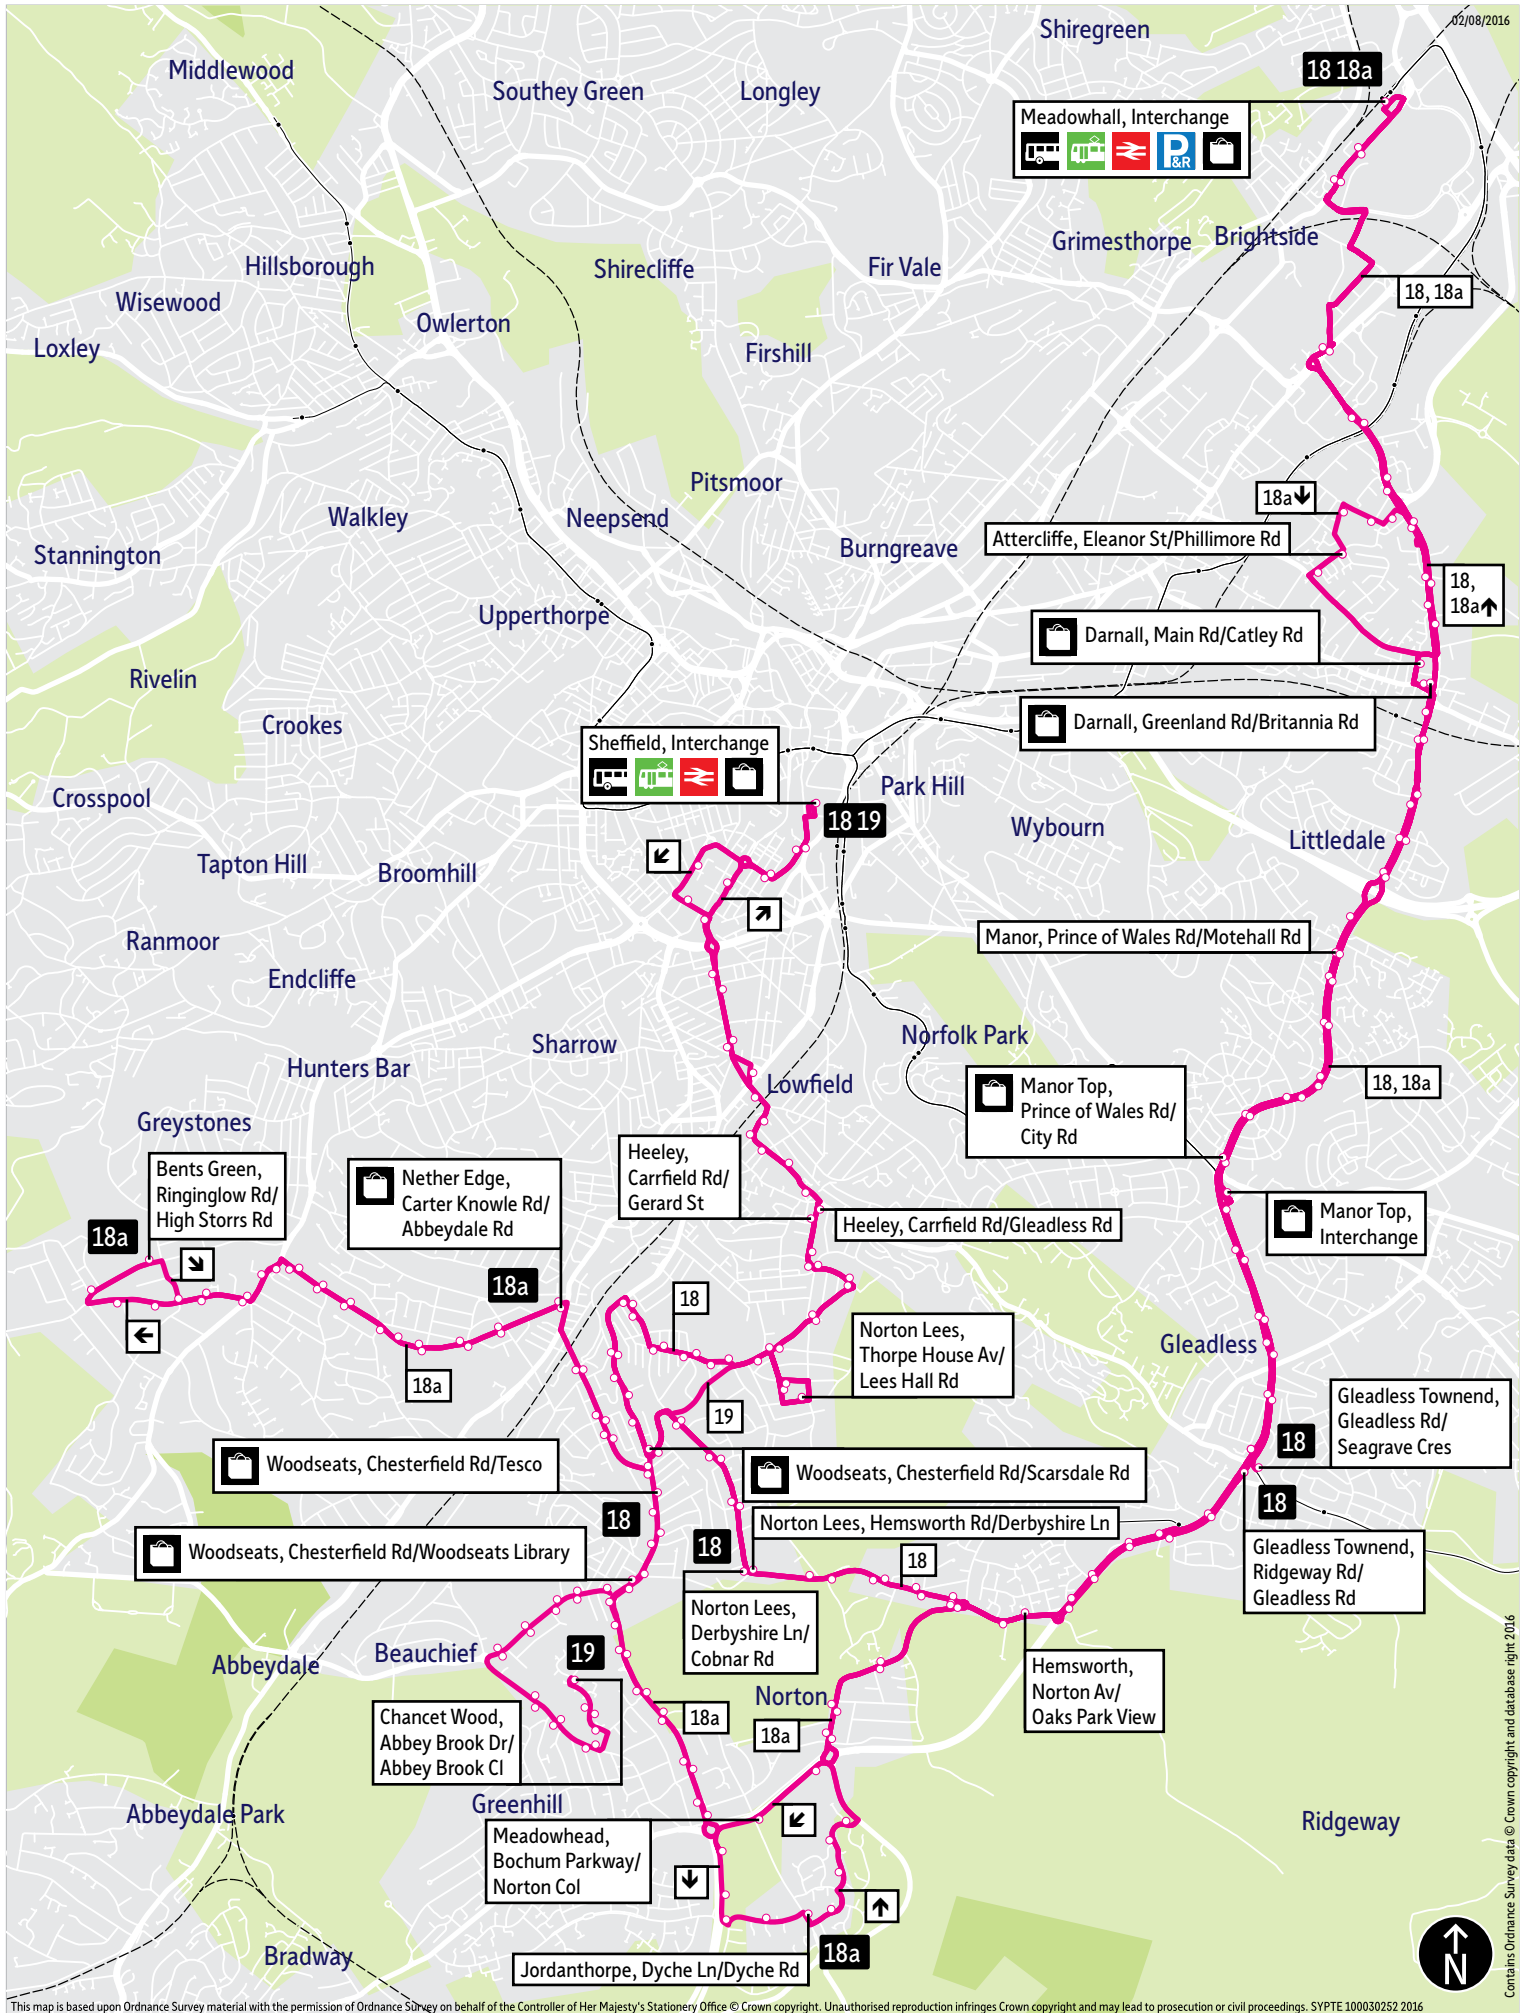 02/08/2016
Shiregreen
Middlewood
18 18a
Southey Green
Longley
Meadowhall, Interchange
P&R
Grimesthorpe
Brightside
Hillsborough
Shirecliffe
Fir Vale
Wisewood
18, 18a
Owlerton
Loxley
Firshill
Pitsmoor
18a
Walkley
Neepsend
Attercliffe, Eleanor St/Phillimore Rd
Stannington
Burngreave
18,
18a
Upperthorpe
Darnall, Main Rd/Catley Rd
Rivelin
Crookes
Darnall, Greenland Rd/Britannia Rd
Sheffield, Interchange
Park Hill
Crosspool
18 19
Wybourn
Littledale
Tapton Hill
Broomhill
Ranmoor
Manor, Prince of Wales Rd/Motehall Rd
Endcliffe
Norfolk Park
Sharrow
Hunters Bar
Lowfield
18, 18a
Manor Top,
Prince of Wales Rd/
City Rd
Greystones
Heeley,
Carrfield Rd/
Gerard St
Bents Green,
Ringinglow Rd/
High Storrs Rd
Nether Edge,
Carter Knowle Rd/
Abbeydale Rd
Heeley, Carrfield Rd/Gleadless Rd
Manor Top,
Interchange
18a
18a
18
Norton Lees,
Thorpe House Av/
Lees Hall Rd
Gleadless
18a
19
Gleadless Townend,
Gleadless Rd/
Seagrave Cres
18
Woodseats, Chesterfield Rd/Tesco
Woodseats, Chesterfield Rd/Scarsdale Rd
18
18
Norton Lees, Hemsworth Rd/Derbyshire Ln
18
Woodseats, Chesterfield Rd/Woodseats Library
18
Gleadless Townend,
Ridgeway Rd/
Gleadless Rd
Norton Lees,
Derbyshire Ln/
Cobnar Rd
Beauchief
19
Abbeydale
Hemsworth,
Norton Av/
Oaks Park View
Norton
Chancet Wood,
Abbey Brook Dr/
Abbey Brook Cl
18a
18a
Greenhill
Abbeydale Park
Ridgeway
Meadowhead,
Bochum Parkway/
Norton Col
18a
Bradway
Jordanthorpe, Dyche Ln/Dyche Rd
N
Contains Ordnance Survey data © Crown copyright and database right 2016
This map is based upon Ordnance Survey material with the permission of Ordnance Survey on behalf of the Controller of Her Majesty's Stationery Office © Crown copyright. Unauthorised reproduction infringes Crown copyright and may lead to prosecution or civil proceedings. SYPTE 100030252 2016